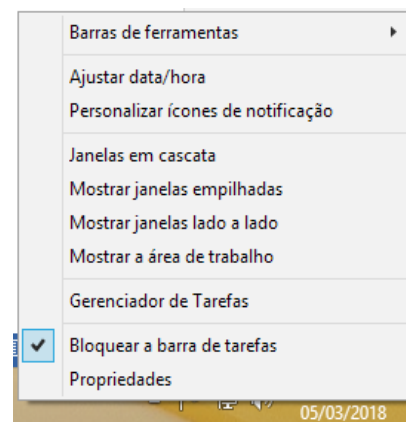 Barras de ferramentas
Ajustar data/hora
Personalizar ícones de notificação
Janelas em cascata
Mostrar janelas empilhadas
Mostrar janelas lado a lado
Mostrar a área de trabalho
Gerenciador de Tarefas
Bloquear a barra de tarefas
Propriedades
05/03/2018